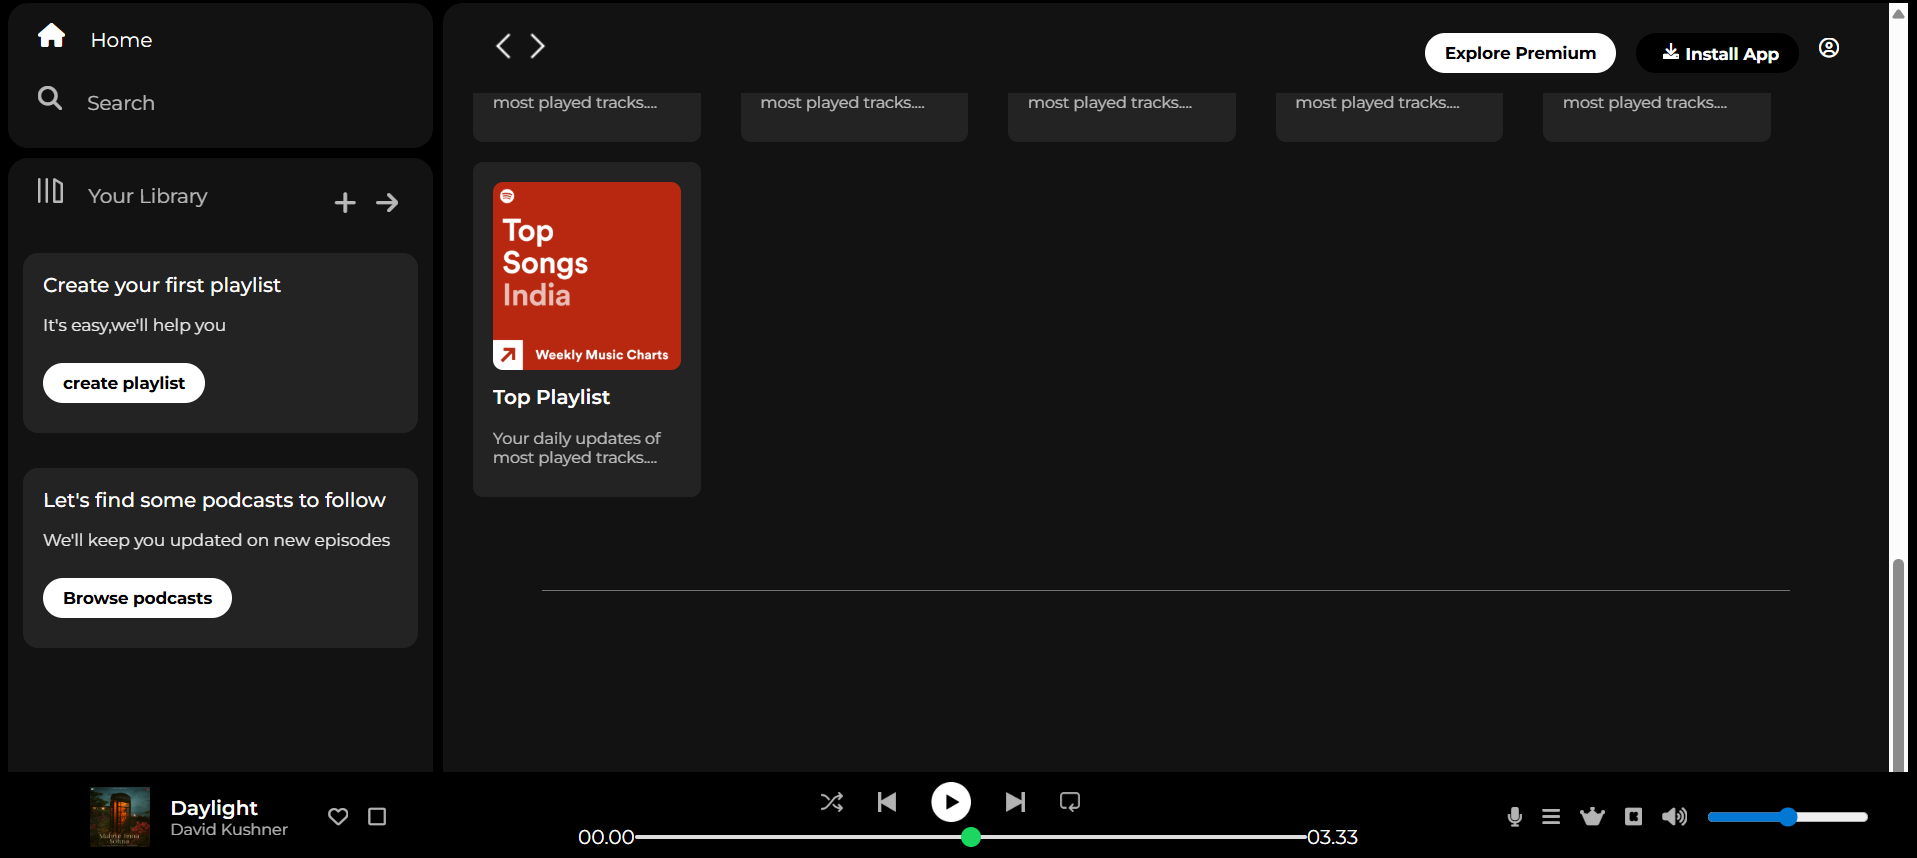 Home
Search
Your Library
Create your first playlist
It's easy,we'll help you
create playlist
Let's find some podcasts to follow
We'll keep you updated on new episodes
Browse podcasts
Explore Premium
Install App
most played tracks....
most played tracks....
most played tracks....
most played tracks....
most played tracks....
Top
Songs
India
Weekly Music Charts
Top Playlist
Your daily updates of
most played tracks....
Daylight
David Kushner
00.00
03.33